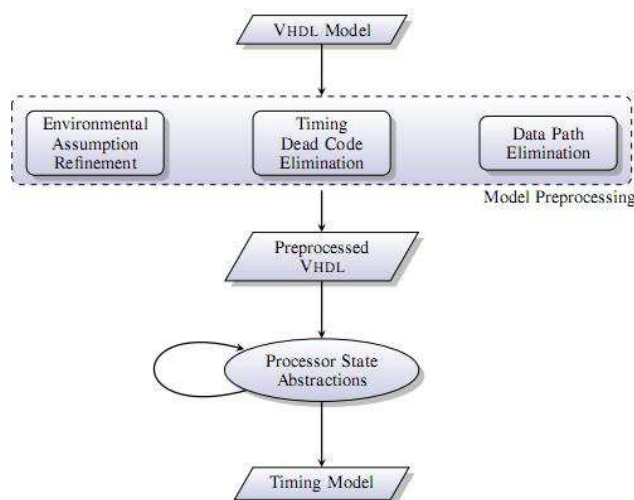 VHDL Model
Environmental
Assumption
Refinement
Timing
Dead Code
Elimination
Data Path
Elimination
Model Preprocessing
Preprocessed
VHDL
Processor State
Abstractions
Timing Model